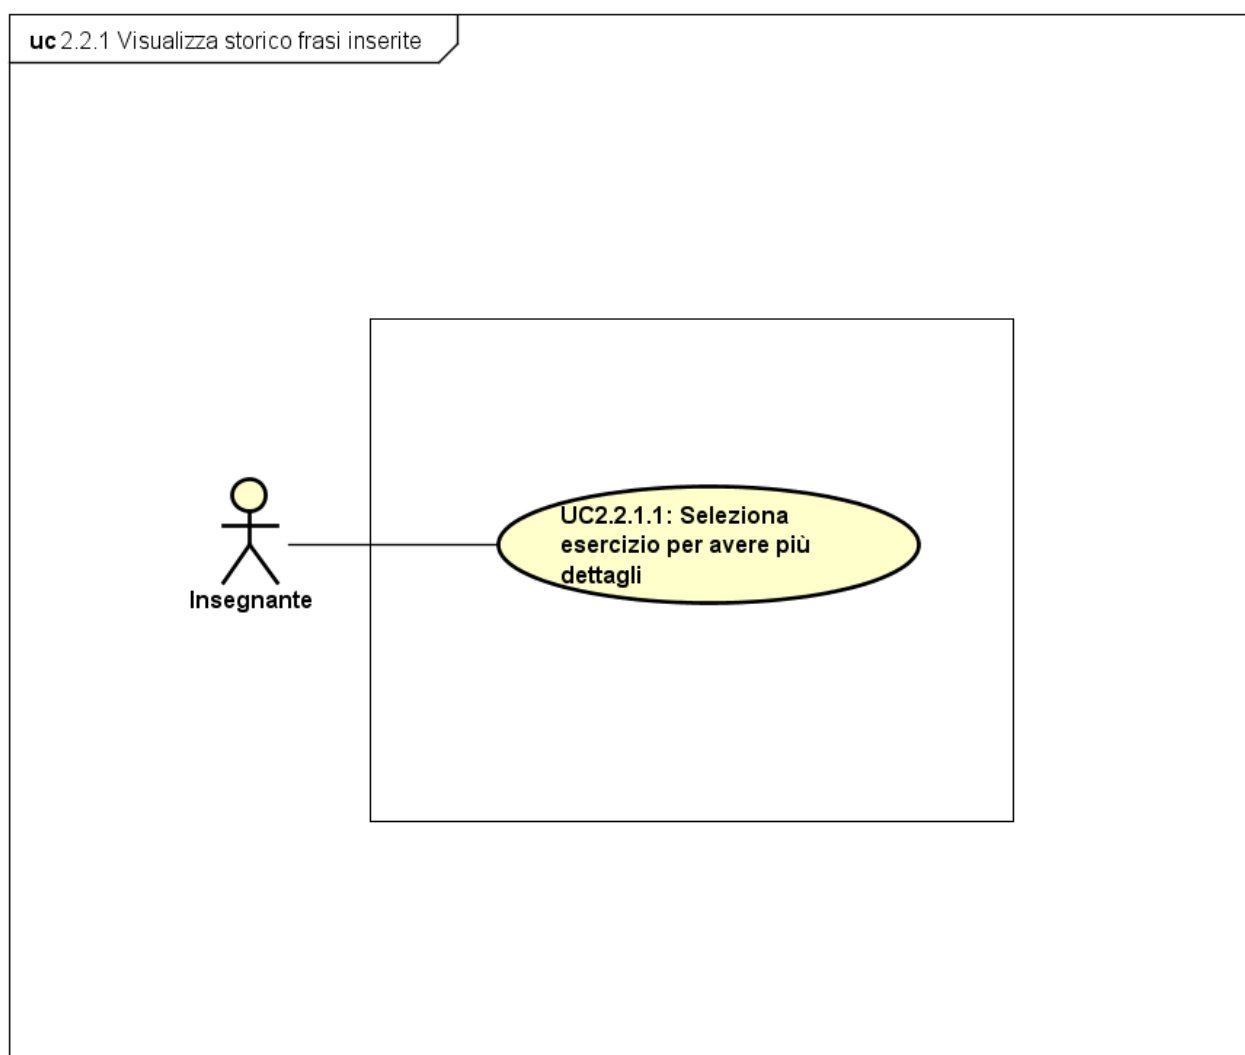 uc 2.2.1 Visualizza storico frasi inserite
UC2.2.1.1: Seleziona
esercizio per avere più
dettagli
Insegnante